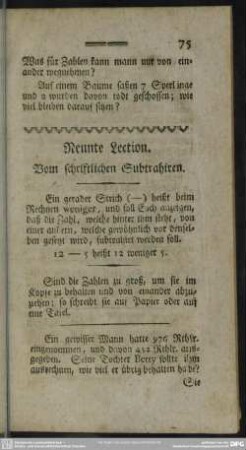 75
Was für Zahlen kann mann nur von ein-
ander wegnehmen?
Auf einem Baume saßen 7 Sperlinge
und 2 wurden davon todt geschossen; wie
viel bleiben darauf sitzen?
Neunte Lection.
Vom schriftlichen Subtrahiren.
Ein gerader Strich (—) heißt beim
Rechnen weniger, und soll Euch anzeigen,
daß die Zahl, welche hinter ihm steht, von
einer andern, welche gewöhnlich vor densel-
ben gesetzt wird, subtrahirt werden soll.
12 — 5 heißt 12 weniger 5.
Sind die Zahlen zu groß, um sie im
Kopfe zu behalten und von einander abzu-
ziehen; so schreibt sie auf Papier oder auf
eine Tafel.
Ein gewisser Mann hatte 976 Rthlr.
eingenommen, und davon 432 Rthlr. aus-
gegeben. Seine Tochter sollte ihm
ausrechnen, wie viel er übrig behalten habe?
Sie